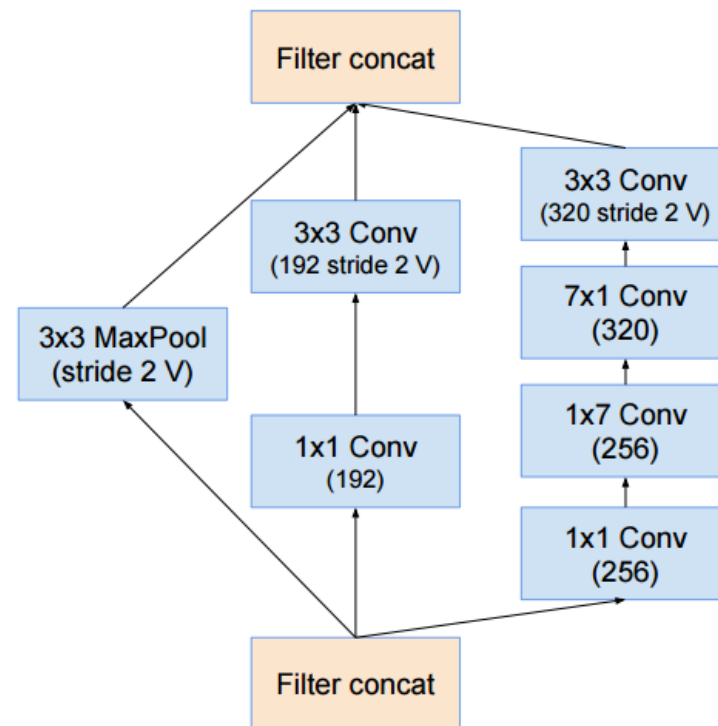 Filter concat
3x3 Conv
(320 stride 2 V)
3x3 Conv
(192 stride 2 V)
7x1 Conv
(320)
3x3 MaxPool
(stride 2 V)
1x7 Conv
(256)
1x1 Conv
(192)
1x1 Conv
(256)
Filter concat